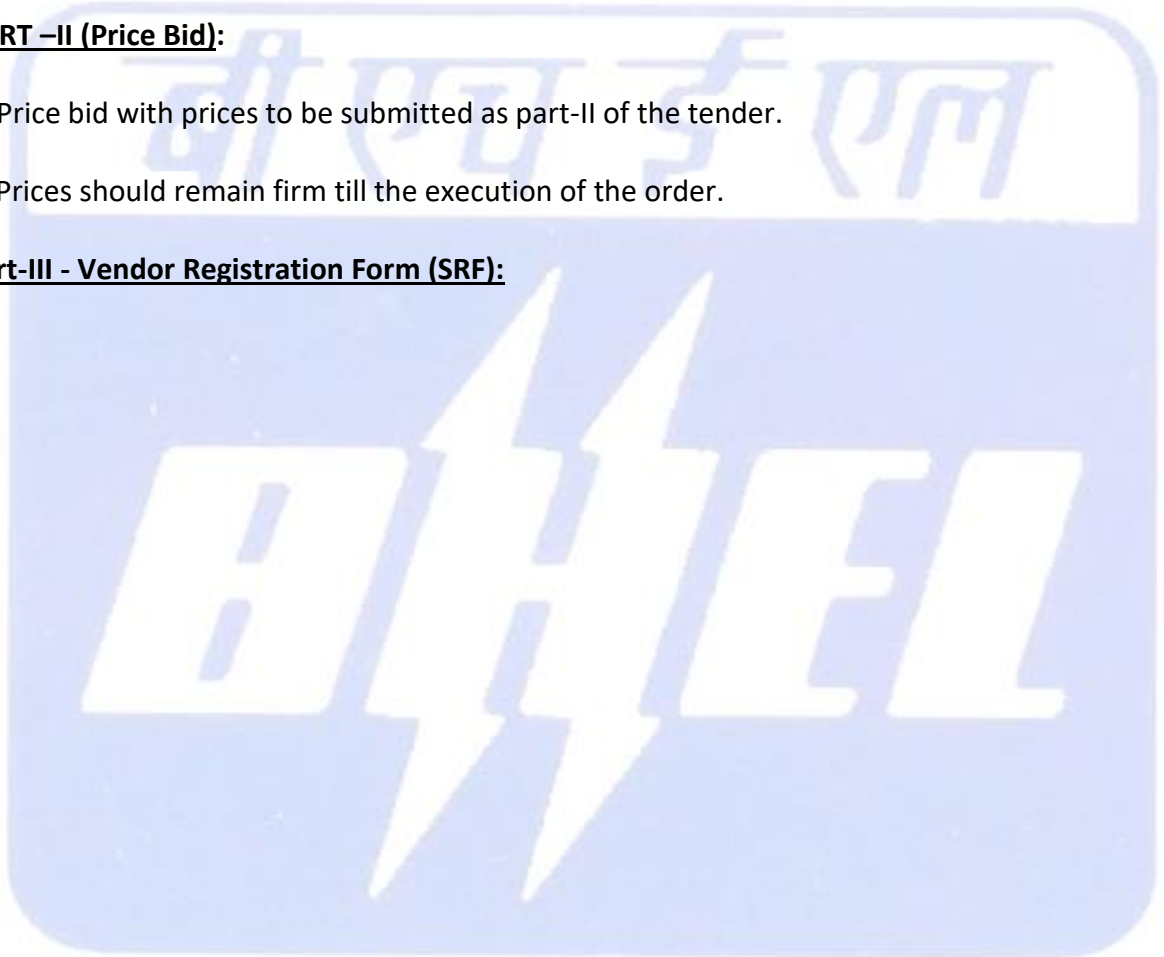 RT –II (Price Bid):
बी एच ई एल
Price bid with prices to be submitted as part-II of the tender.
Prices should remain firm till the execution of the order.
rt-III - Vendor Registration Form (SRF):
BHEL